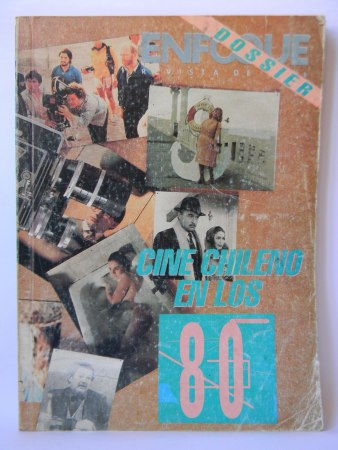 ENFOQUE
DOSSIER
REVISTA DE
CINE CHILENO
EN LOS
80